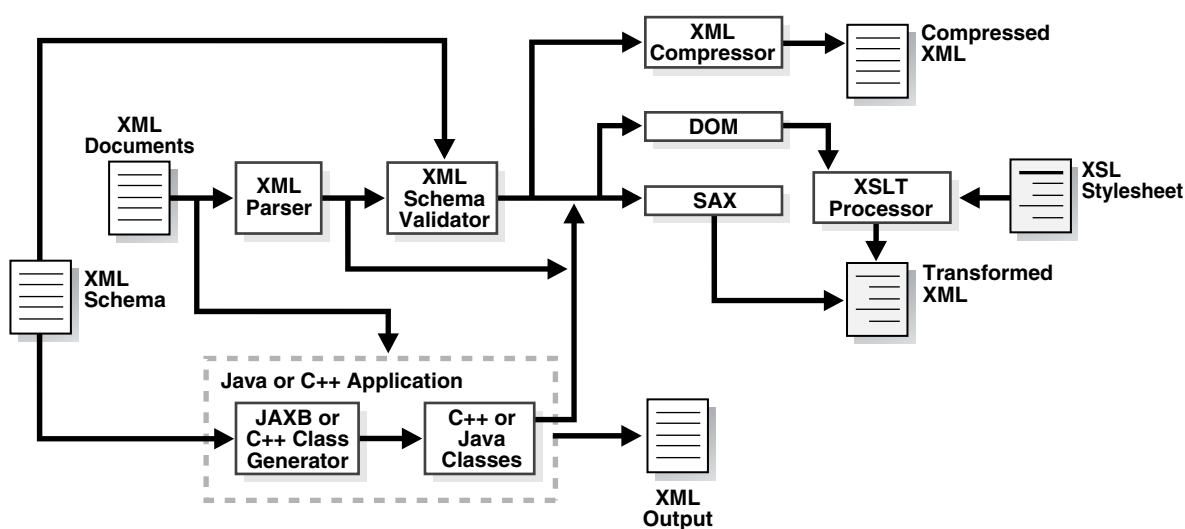 XML
Compressor
Compressed
XML
XML
Documents
DOM
XML
Parser
XML
Schema
Validator
SAX
XSLT
Processor
XSL
Stylesheet
XML
Schema
Transformed
XML
Java or C++ Application
JAXB or
C++ Class
Generator
C++ or
Java
Classes
XML
Output